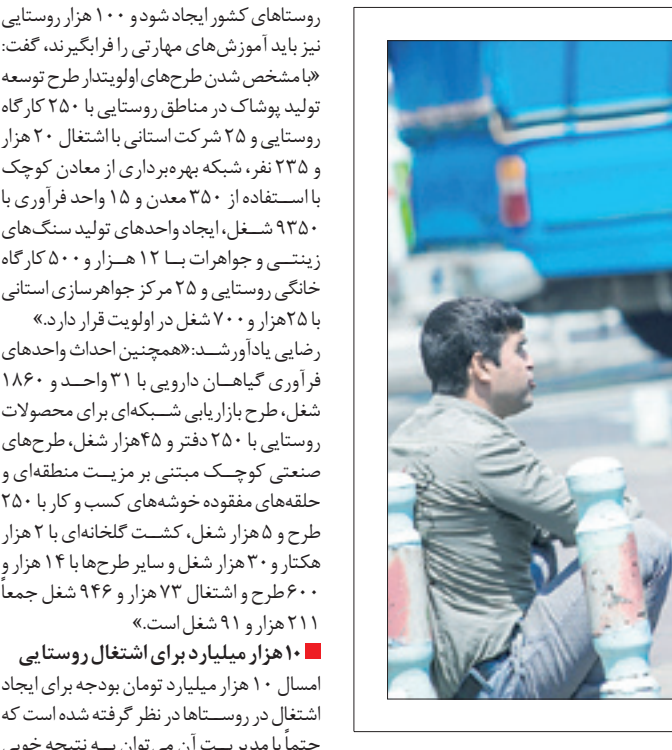 روستاهای کشور ایجاد شود و ۱۰۰ هزار روستایی
نیز باید آموزش‌های مهارتی را فرابگیرند، گفت:
«با مشخص شدن طرح‌های اولویتدار طرح توسعه
تولید پوشاک در مناطق روستایی با ۲۵۰ کارگاه
روستایی و ۲۵ شرکت استانی با اشتغال ۲۰ هزار
و ۲۳۵ نفر، شبکه بهره‌برداری از معادن کوچک
با استفاده از ۳۵۰ معدن و ۱۵ واحد فرآوری با
۹۳۵۰ شغل، ایجاد واحدهای تولید سنگ‌های
زینتی و جواهرات با ۱۲ هزار و ۵۰۰ کارگاه
خانگی روستایی و ۲۵ مرکز جواهرسازی استانی
با ۲۵هزار و ۷۰۰ شغل در اولویت قرار دارد.»
رضایی یادآور شد:«همچنین احداث واحدهای
فرآوری گیاهان دارویی با ۳۱ واحد و ۱۸۶۰
شغل، طرح بازاریابی شبکه‌ای برای محصولات
روستایی با ۲۵۰ دفتر و ۴۵هزار شغل، طرح‌های
صنعتی کوچک مبتنی بر مزیت منطقه‌ای و
حلقه‌های مفقوده خوشه‌های کسب و کار با ۲۵۰
طرح و ۵ هزار شغل، کشت گلخانه‌ای با ۲ هزار
هکتار و ۳۰ هزار شغل و سایر طرح‌ها با ۱۴ هزار و
۶۰۰ طرح و اشتغال ۷۳ هزار و ۹۴۶ شغل جمعاً
۲۱۱ هزار و ۹۱ شغل است.»
۱۰ هزار میلیارد برای اشتغال روستایی
امسال ۱۰ هزار میلیارد تومان بودجه برای ایجاد
اشتغال در روستاها در نظر گرفته شده است که
حتماً با مدیریت آن می‌توان به نتیجه خوبی